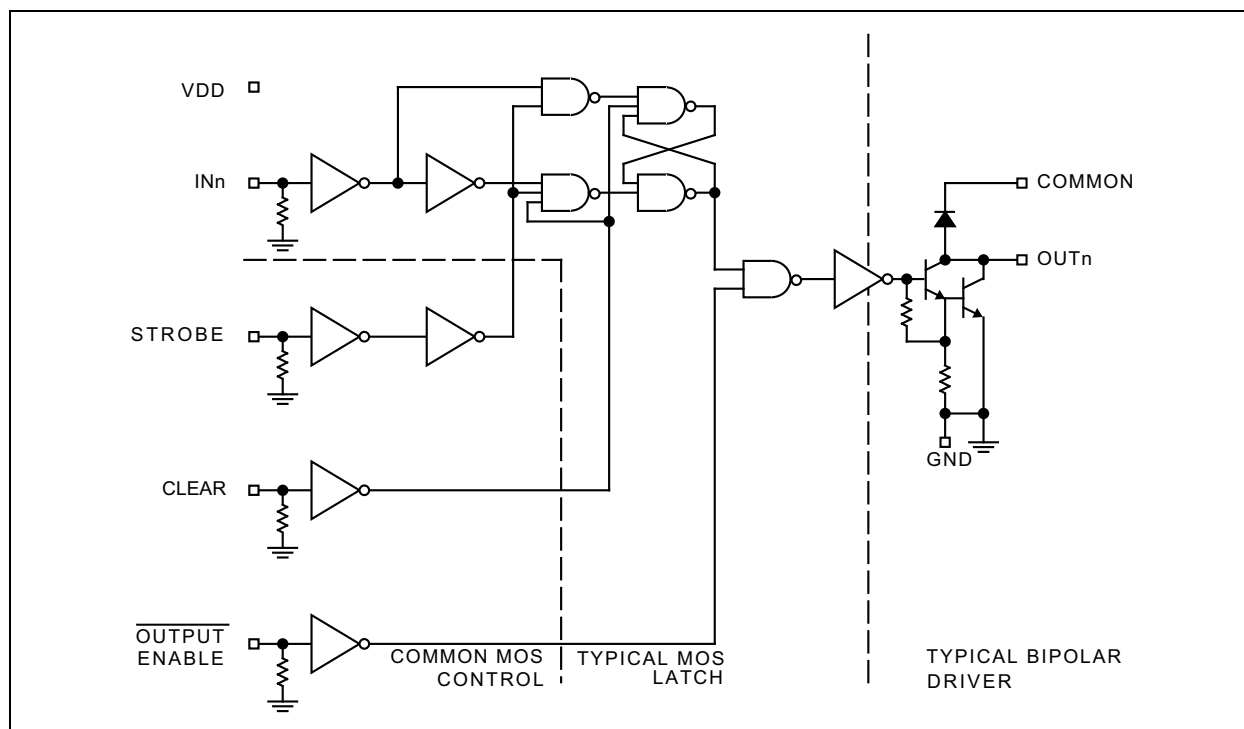 VDD
INn
COMMON
OUTn
STROBE
GND
CLEAR
OUTPUT
ENABLE
COMMON MOS
CONTROL
TYPICAL MOS
LATCH
TYPICAL BIPOLAR
DRIVER